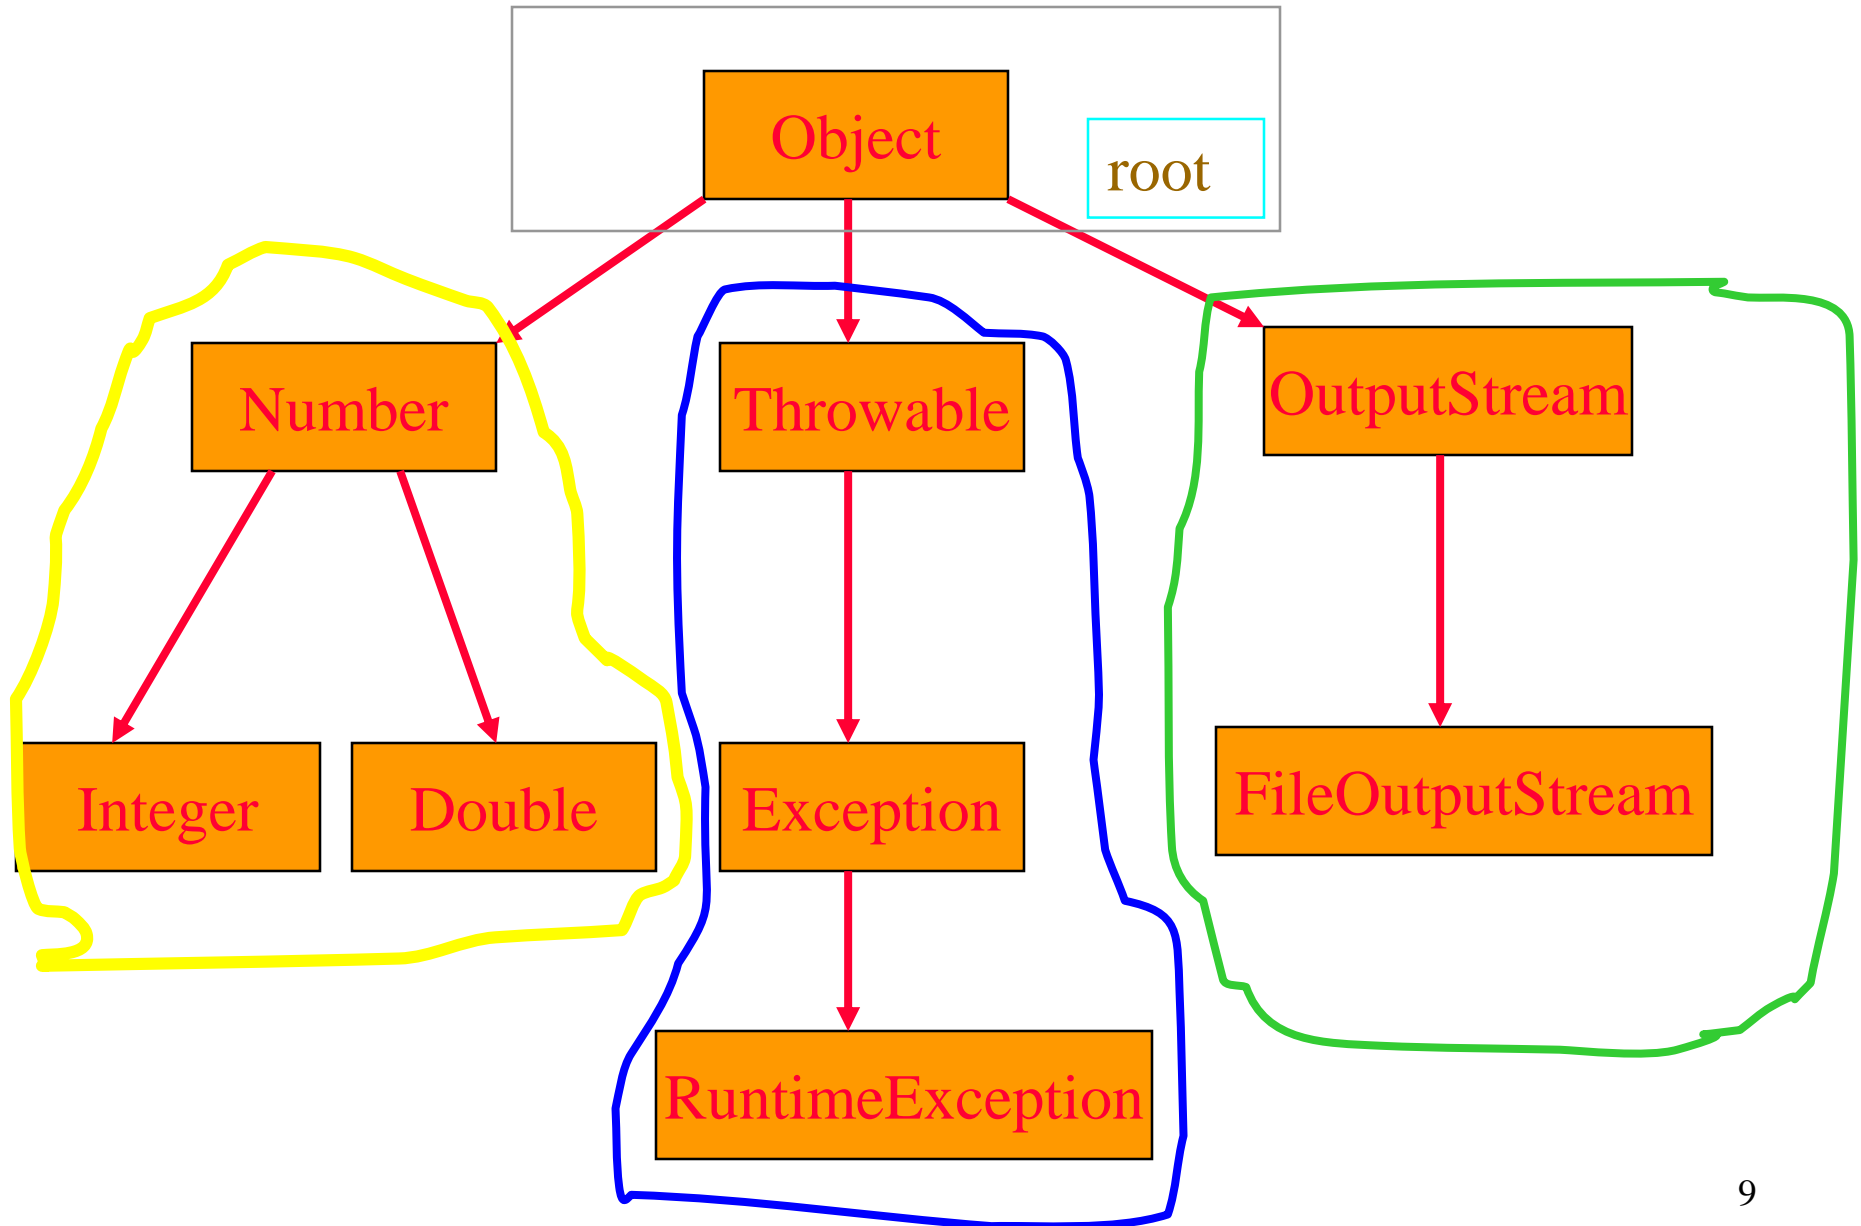 Object
root
Number
Throwable
OutputStream
Integer
Double
Exception
FileOutputStream
RuntimeException
9